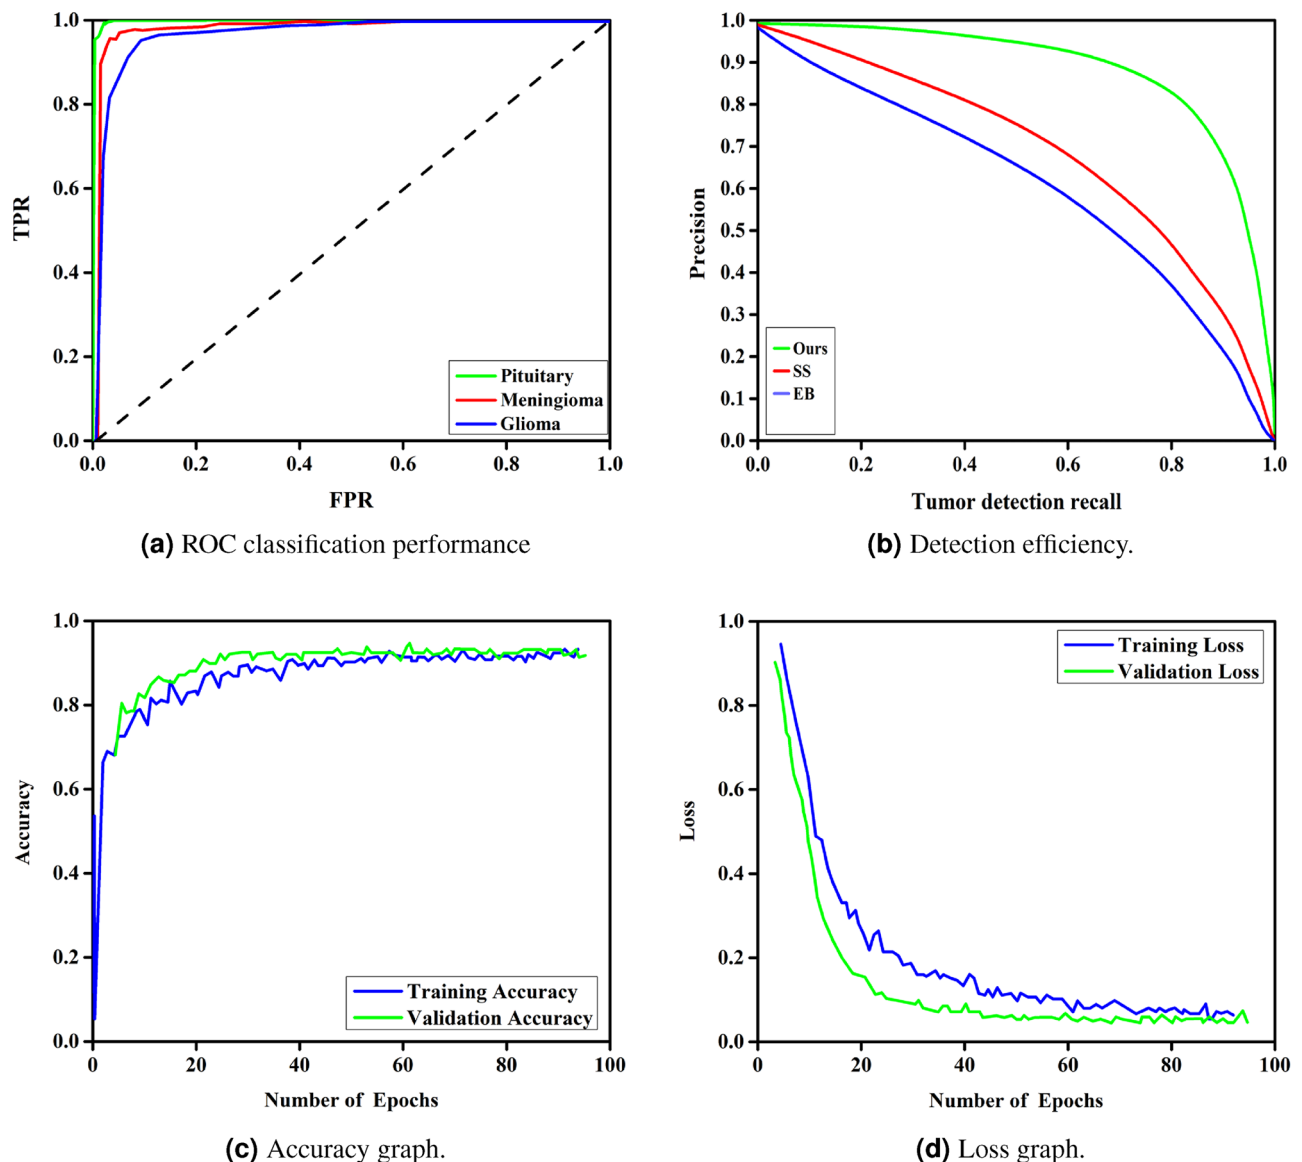 1.0
0.8
0.6
0.4
0.2
0.0
TPR
0.0 0.2 0.4 0.6 0.8 1.0
FPR
Pituitary
Meningioma
Glioma
(a) ROC classification performance
1.0
0.9
0.8
0.7
0.6
0.5
0.4
0.3
0.2
0.1
0.0
Precision
0.0 0.2 0.4 0.6 0.8 1.0
Tumor detection recall
Ours
SS
EB
(b) Detection efficiency.
1.0
0.8
0.6
0.4
0.2
0.0
Accuracy
0 20 40 60 80 100
Number of Epochs
Training Accuracy
Validation Accuracy
(c) Accuracy graph.
1.0
0.8
0.6
0.4
0.2
0.0
Loss
0 20 40 60 80 100
Number of Epochs
Training Loss
Validation Loss
(d) Loss graph.